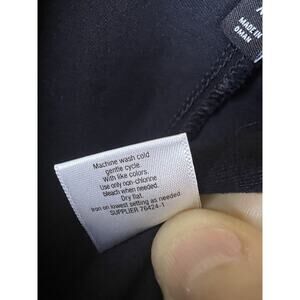 MADE IN
OMAN
Machine wash cold
gentle cycle.
With like colors.
Use only non-chlorine
bleach when needed.
Dry flat.
Iron on lowest setting as needed
SUPPLIER 76424-1